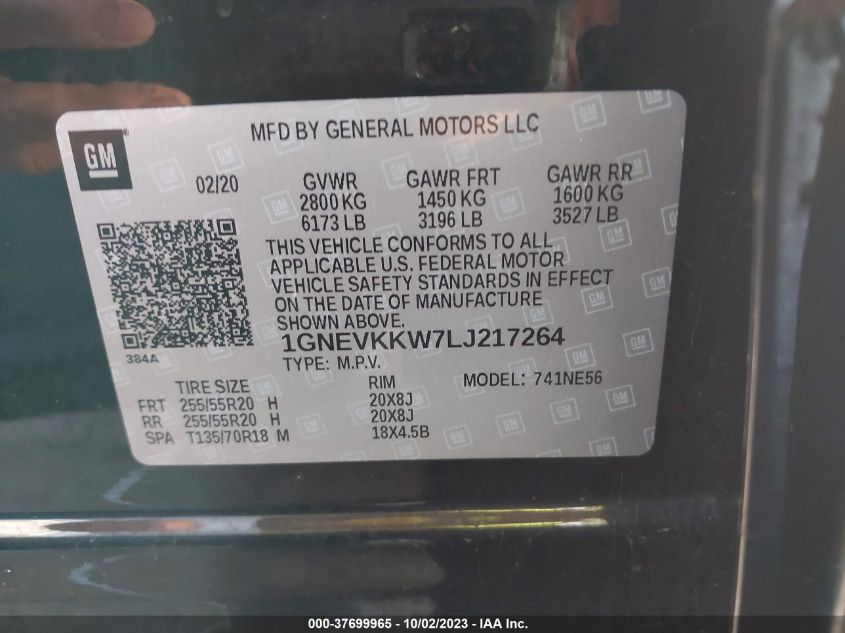 MFD BY GENERAL MOTORS LLC
GM
02/20
GVWR GAWR FRT GAWR RR
2800 KG 1450 KG 1600 KG
6173 LB 3196 LB 3527 LB
THIS VEHICLE CONFORMS TO ALL
APPLICABLE U.S. FEDERAL MOTOR
VEHICLE SAFETY STANDARDS IN EFFECT
ON THE DATE OF MANUFACTURE
SHOWN ABOVE.
384A
1GNEVKKW7LJ217264
TYPE: M.P.V.
TIRE SIZE RIM MODEL: 741NE56
FRT 255/55R20 H 20X8J
RR 255/55R20 H 20X8J
SPA T135/70R18 M 18X4.5B
000-37699965 - 10/02/2023 - IAA Inc.